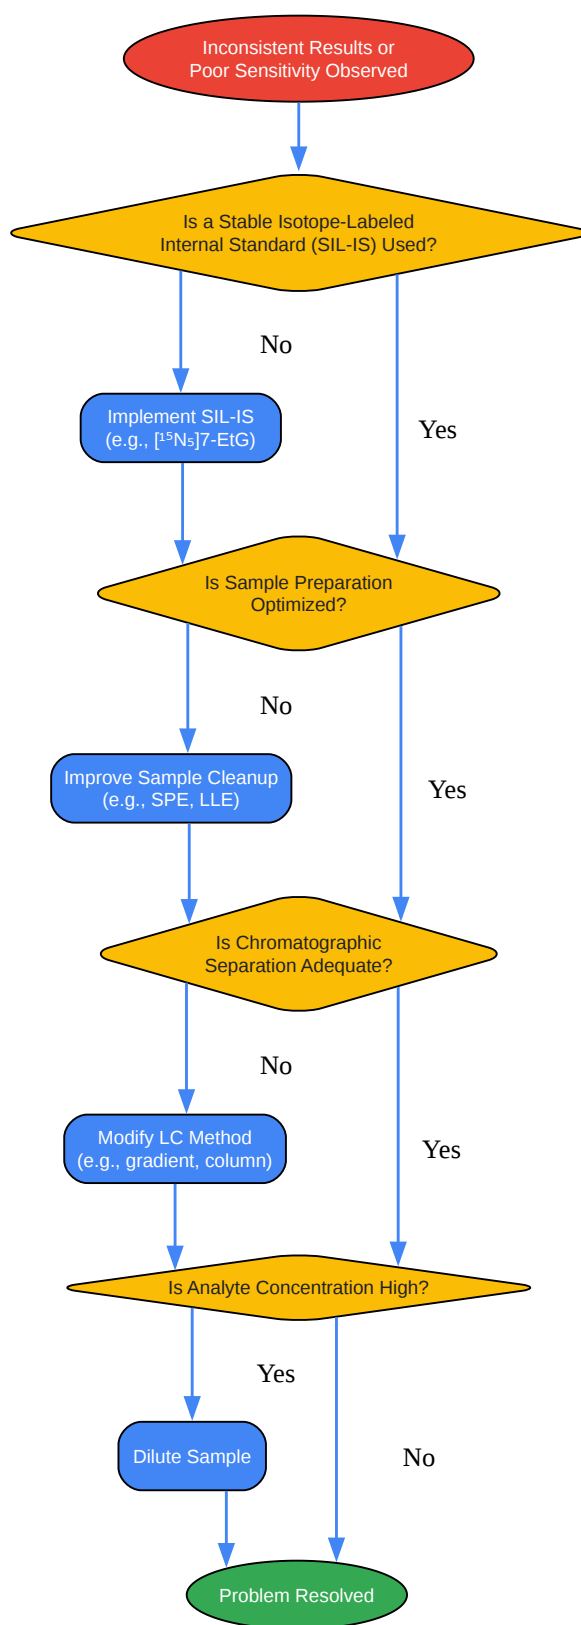 Inconsistent Results or
Poor Sensitivity Observed
Is a Stable Isotope-Labeled
Internal Standard (SIL-IS) Used?
No
Implement SIL-IS
(e.g., [¹⁵N₅]7-EtG)
Yes
Is Sample Preparation
Optimized?
No
Improve Sample Cleanup
(e.g., SPE, LLE)
Yes
Is Chromatographic
Separation Adequate?
No
Modify LC Method
(e.g., gradient, column)
Yes
Is Analyte Concentration High?
Yes
Dilute Sample
No
Problem Resolved